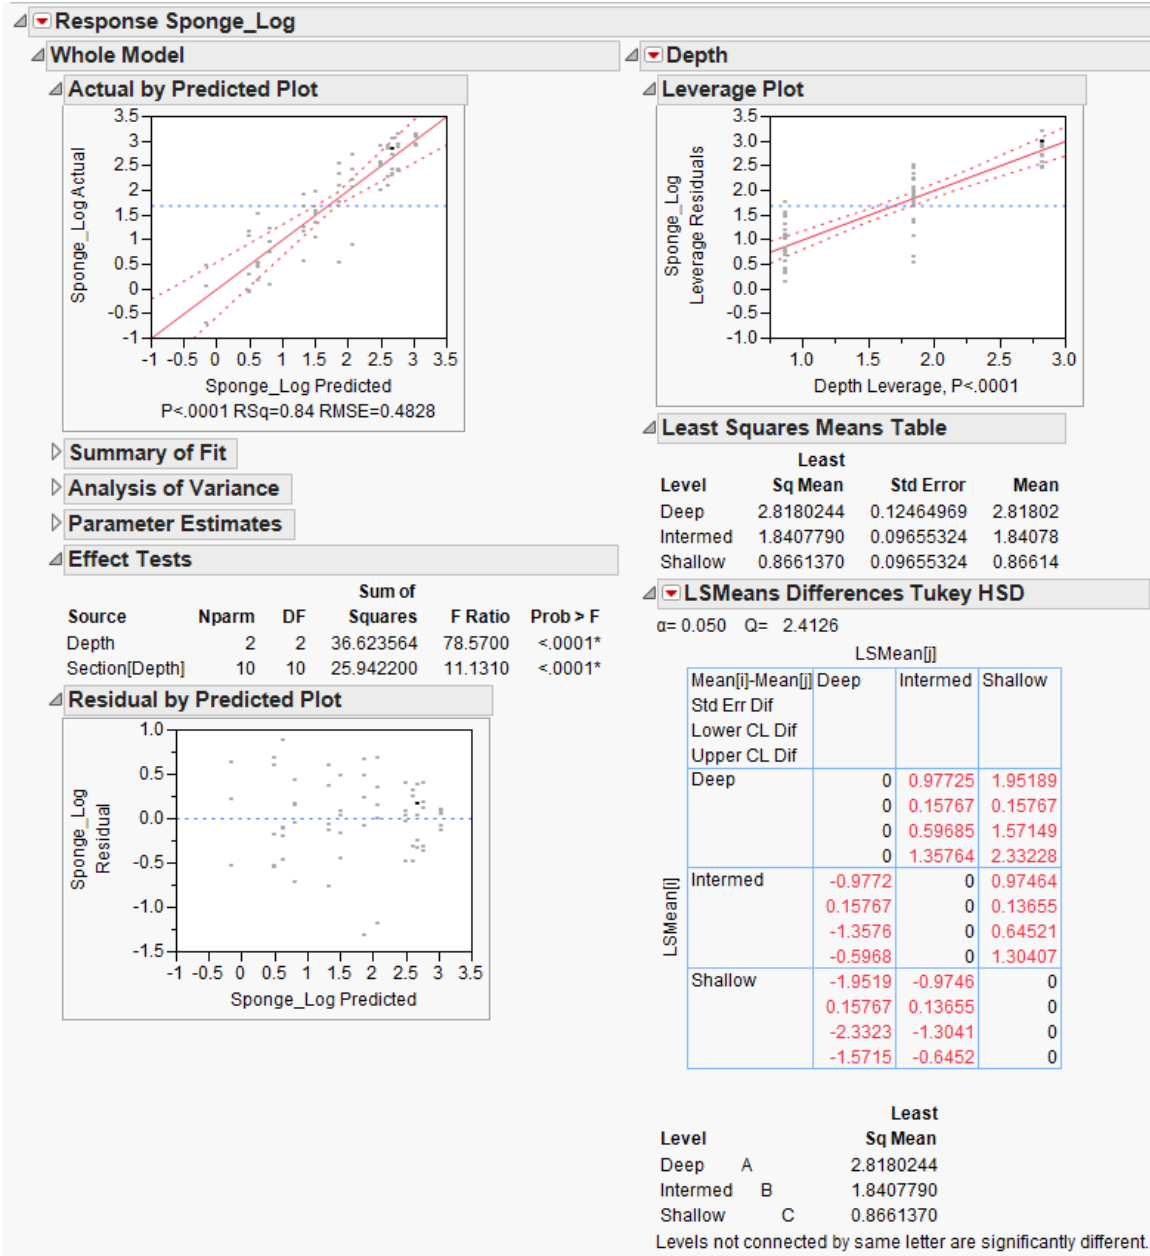 Response Sponge_Log
Whole Model
Actual by Predicted Plot
Sponge_Log Actual
3.5
3
2.5
2
1.5
1
0.5
0
-0.5
-1
-1 -0.5 0 0.5 1 1.5 2 2.5 3 3.5
Sponge_Log Predicted
P<.0001 RSq=0.84 RMSE=0.4828
Summary of Fit
Analysis of Variance
Parameter Estimates
Effect Tests
Sum of
Source Nparm DF Squares F Ratio Prob > F
Depth 2 2 36.623564 78.5700 <.0001*
Section[Depth] 10 10 25.942200 11.1310 <.0001*
Residual by Predicted Plot
Sponge_Log
Residual
1.0
0.5
0.0
-0.5
-1.0
-1.5
-1 -0.5 0 0.5 1 1.5 2 2.5 3 3.5
Sponge_Log Predicted
Depth
Leverage Plot
Sponge_Log
Leverage Residuals
3.5
3.0
2.5
2.0
1.5
1.0
0.5
0.0
-0.5
-1.0
1.0 1.5 2.0 2.5 3.0
Depth Leverage, P<.0001
Least Squares Means Table
Least
Level Sq Mean Std Error Mean
Deep 2.8180244 0.12464969 2.81802
Intermed 1.8407790 0.09655324 1.84078
Shallow 0.8661370 0.09655324 0.86614
LSMeans Differences Tukey HSD
α= 0.050 Q= 2.4126
LSMean[j]
LSMean[i]
Mean[i]-Mean[j] Deep Intermed Shallow
Std Err Dif
Lower CL Dif
Upper CL Dif
Deep 0 0.97725 1.95189
0 0.15767 0.15767
0 0.59685 1.57149
0 1.35764 2.33228
Intermed -0.9772 0 0.97464
0.15767 0 0.13655
-1.3576 0 0.64521
-0.5968 0 1.30407
Shallow -1.9519 -0.9746 0
0.15767 0.13655 0
-2.3323 -1.3041 0
-1.5715 -0.6452 0
Least
Level Sq Mean
Deep A 2.8180244
Intermed B 1.8407790
Shallow C 0.8661370
Levels not connected by same letter are significantly different.